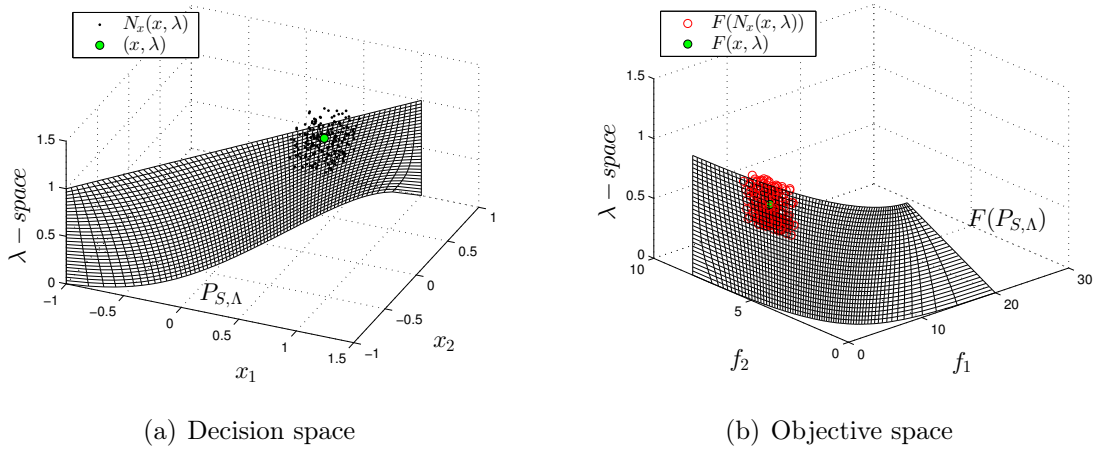 N_x(x, λ)
(x, λ)
1.5
1
0.5
0
λ − space
−1
−0.5
0
0.5
1
1.5
x_1
−1
−0.5
0
0.5
1
x_2
P_{S,Λ}
(a) Decision space
F(N_x(x, λ))
F(x, λ)
1.5
1
0.5
0
λ − space
10
5
0
f_2
0
10
20
30
f_1
F(P_{S,Λ})
(b) Objective space